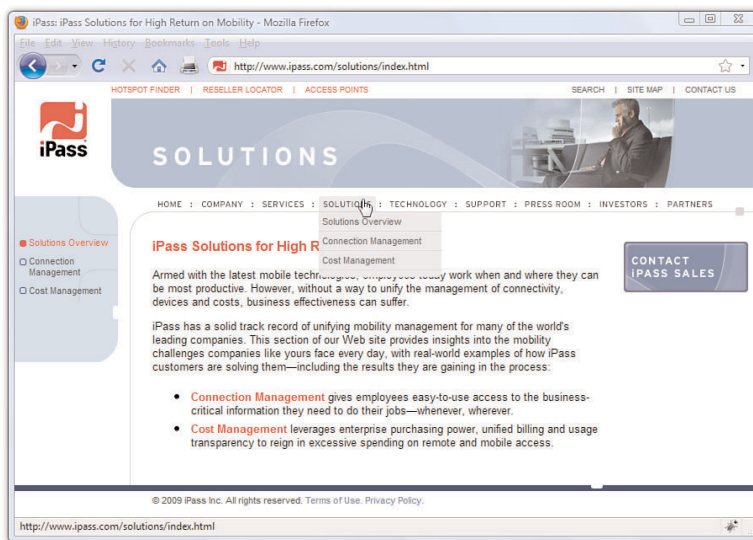 iPass: iPass Solutions for High Return on Mobility - Mozilla Firefox
File Edit View History Bookmarks Tools Help
http://www.ipass.com/solutions/index.html
HOTSPOT FINDER | RESELLER LOCATOR | ACCESS POINTS SEARCH | SITE MAP | CONTACT US
iPass
SOLUTIONS
HOME : COMPANY : SERVICES : SOLUTIONS : TECHNOLOGY : SUPPORT : PRESS ROOM : INVESTORS : PARTNERS
Solutions Overview
Connection Management
Cost Management
Solutions Overview
Connection
Management
Cost Management
iPass Solutions for High R
CONTACT
iPASS SALES
Armed with the latest mobile technologies, employees today work when and where they can
be most productive. However, without a way to unify the management of connectivity,
devices and costs, business effectiveness can suffer.
iPass has a solid track record of unifying mobility management for many of the world's
leading companies. This section of our Web site provides insights into the mobility
challenges companies like yours face every day, with real-world examples of how iPass
customers are solving them—including the results they are gaining in the process:
• Connection Management gives employees easy-to-use access to the business-
critical information they need to do their jobs—whenever, wherever.
• Cost Management leverages enterprise purchasing power, unified billing and usage
transparency to reign in excessive spending on remote and mobile access.
© 2009 iPass Inc. All rights reserved. Terms of Use. Privacy Policy.
http://www.ipass.com/solutions/index.html